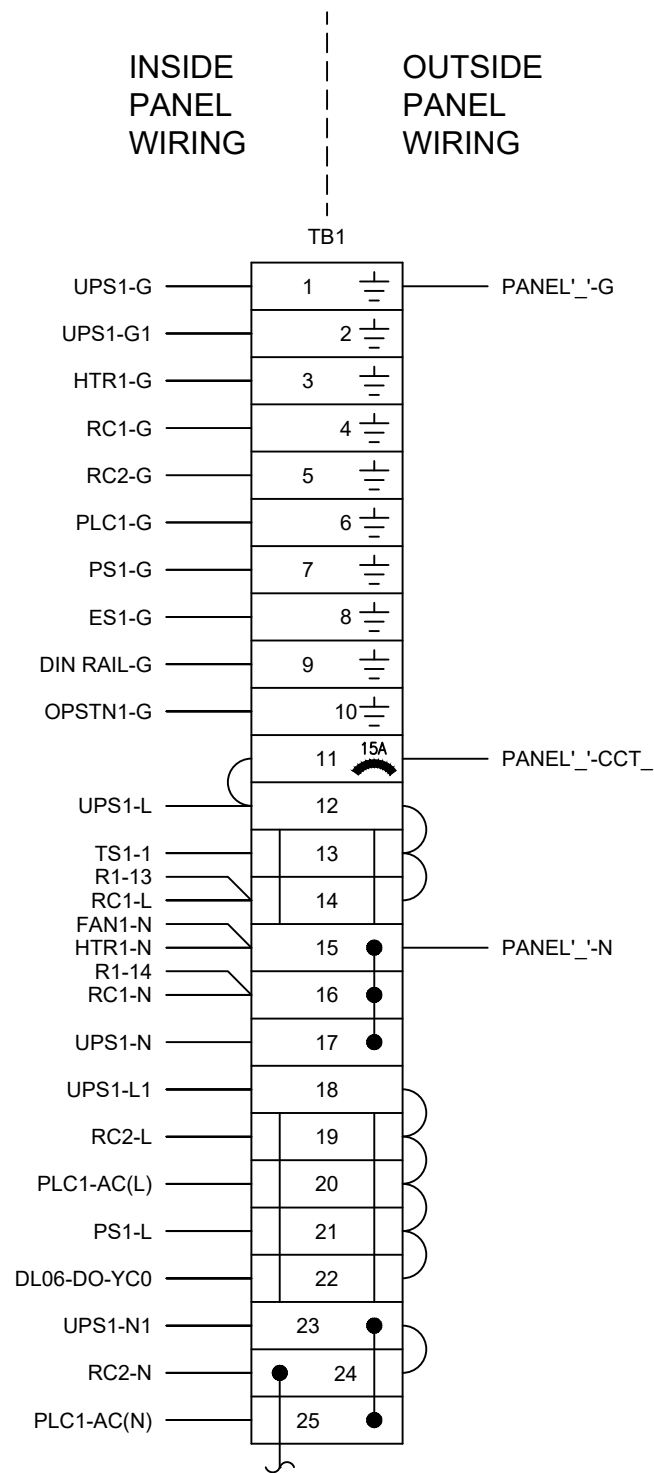 INSIDE
PANEL
WIRING
OUTSIDE
PANEL
WIRING
TB1
UPS1-G 1 PANEL'_'-G
UPS1-G1 2
HTR1-G 3
RC1-G 4
RC2-G 5
PLC1-G 6
PS1-G 7
ES1-G 8
DIN RAIL-G 9
OPSTN1-G 10
11 15A PANEL'_'-CCT_
UPS1-L 12
TS1-1 13
R1-13
RC1-L 14
FAN1-N
HTR1-N 15 PANEL'_'-N
R1-14
RC1-N 16
UPS1-N 17
UPS1-L1 18
RC2-L 19
PLC1-AC(L) 20
PS1-L 21
DL06-DO-YC0 22
UPS1-N1 23
RC2-N 24
PLC1-AC(N) 25